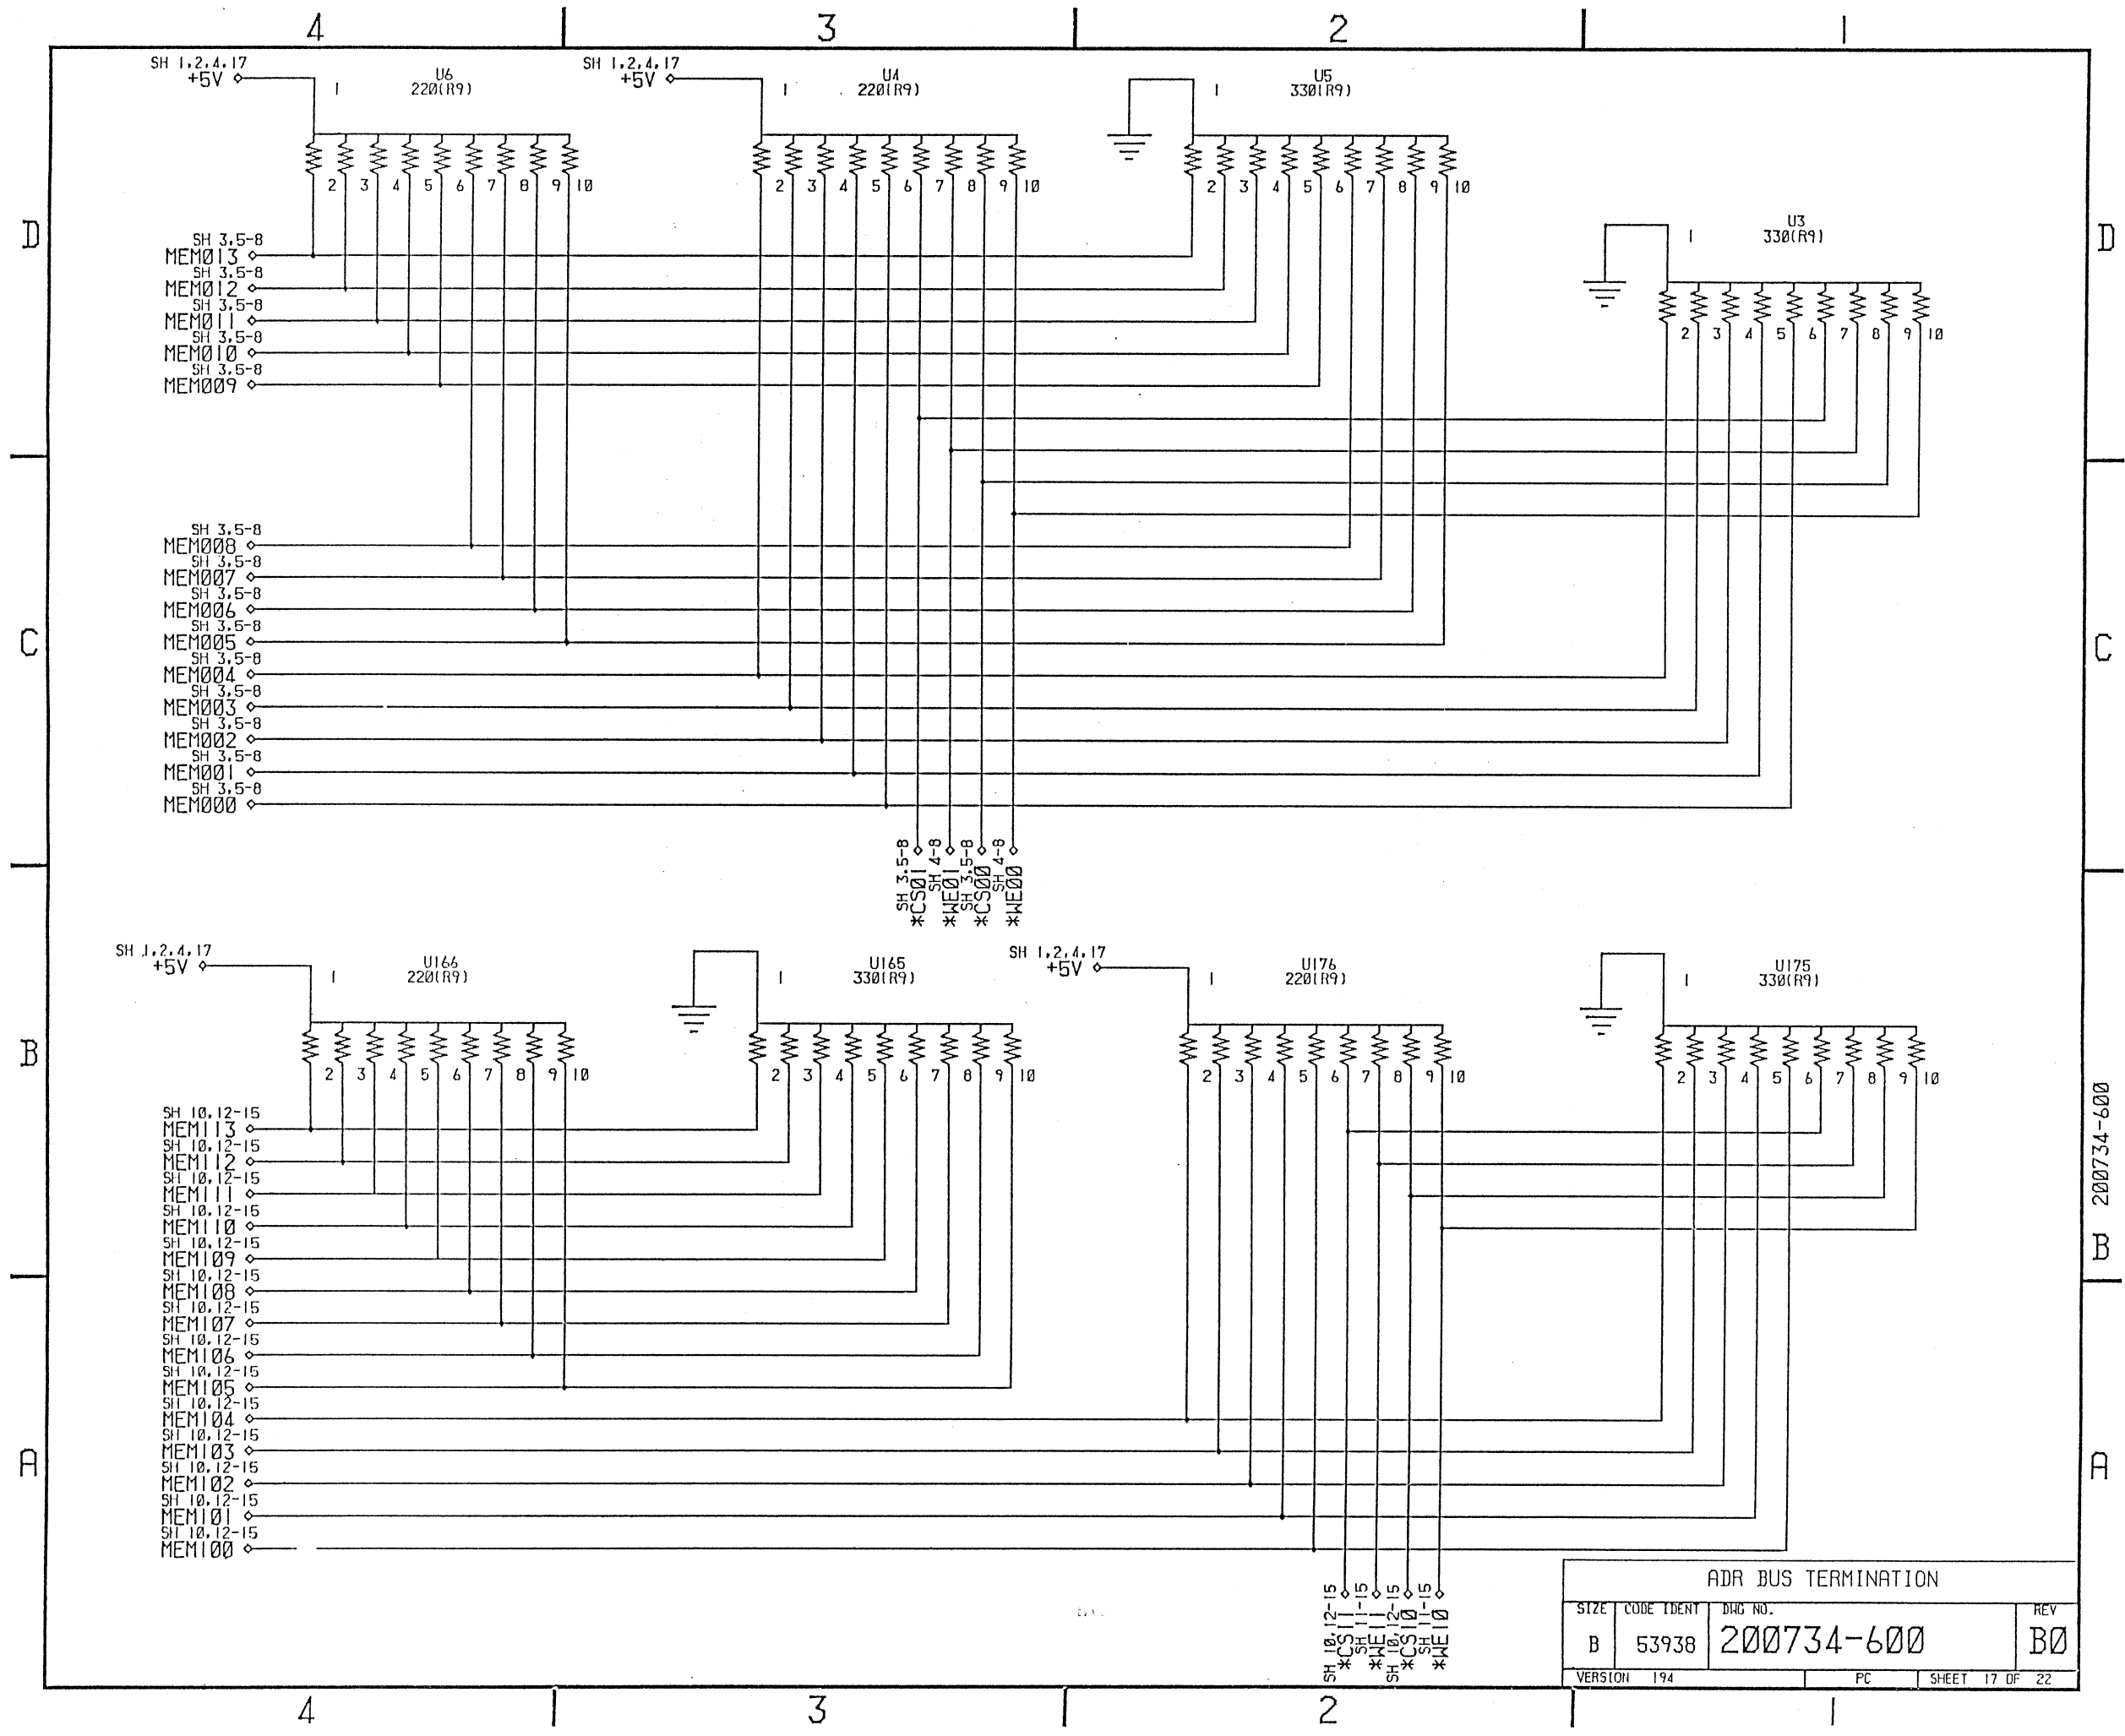 4 3 2 1
SH 1,2,4,17
+5V
1
U6
220(R9)
2 3 4 5 6 7 8 9 10
SH 1,2,4,17
+5V
1
U4
220(R9)
2 3 4 5 6 7 8 9 10
1
U5
330(R9)
2 3 4 5 6 7 8 9 10
1
U3
330(R9)
2 3 4 5 6 7 8 9 10
D D
SH 3,5-8
MEM013
SH 3,5-8
MEM012
SH 3,5-8
MEM011
SH 3,5-8
MEM010
SH 3,5-8
MEM009
SH 3,5-8
MEM008
SH 3,5-8
MEM007
SH 3,5-8
MEM006
SH 3,5-8
MEM005
SH 3,5-8
MEM004
SH 3,5-8
MEM003
SH 3,5-8
MEM002
SH 3,5-8
MEM001
SH 3,5-8
MEM000
C C
SH 3,5-8
*CS01
SH 4-8
*WE01
SH 3,5-8
*CS00
SH 4-8
*WE00
SH 1,2,4,17
+5V
1
U166
220(R9)
2 3 4 5 6 7 8 9 10
1
U165
330(R9)
2 3 4 5 6 7 8 9 10
SH 1,2,4,17
+5V
1
U176
220(R9)
2 3 4 5 6 7 8 9 10
1
U175
330(R9)
2 3 4 5 6 7 8 9 10
B B
200734-600
SH 10,12-15
MEM113
SH 10,12-15
MEM112
SH 10,12-15
MEM111
SH 10,12-15
MEM110
SH 10,12-15
MEM109
SH 10,12-15
MEM108
SH 10,12-15
MEM107
SH 10,12-15
MEM106
SH 10,12-15
MEM105
SH 10,12-15
MEM104
SH 10,12-15
MEM103
SH 10,12-15
MEM102
SH 10,12-15
MEM101
SH 10,12-15
MEM100
A A
SH 10,12-15
*CS11
SH 11-15
*WE11
SH 10,12-15
*CS10
SH 11-15
*WE10
ADR BUS TERMINATION
SIZE CODE IDENT DWG NO. REV
B 53938 200734-600 B0
VERSION 194 PC SHEET 17 OF 22
4 3 2 1